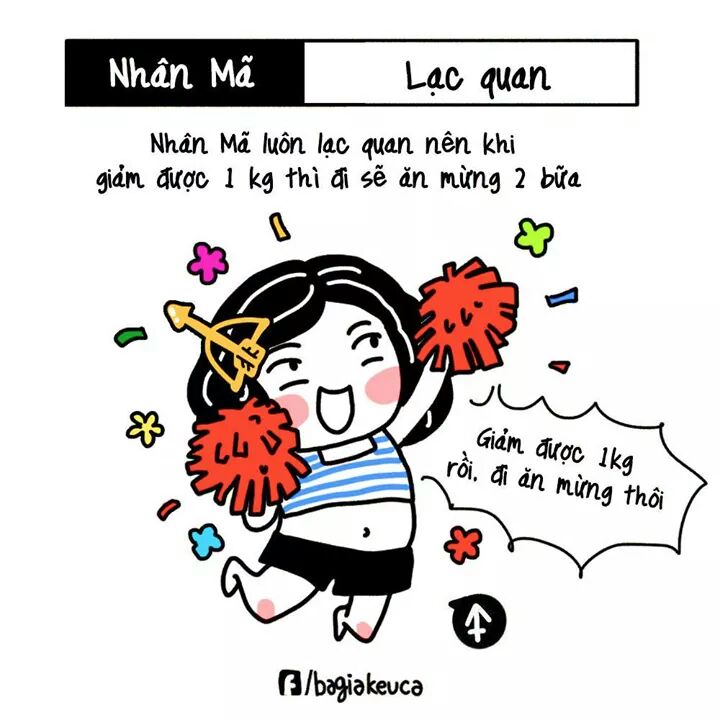 Nhân Mã
Lạc quan
Nhân Mã luôn lạc quan nên khi
giảm được 1 kg thì đi sẽ ăn mừng 2 bữa
Giảm được 1kg
rồi, đi ăn mừng thôi
f/bagiakeuca